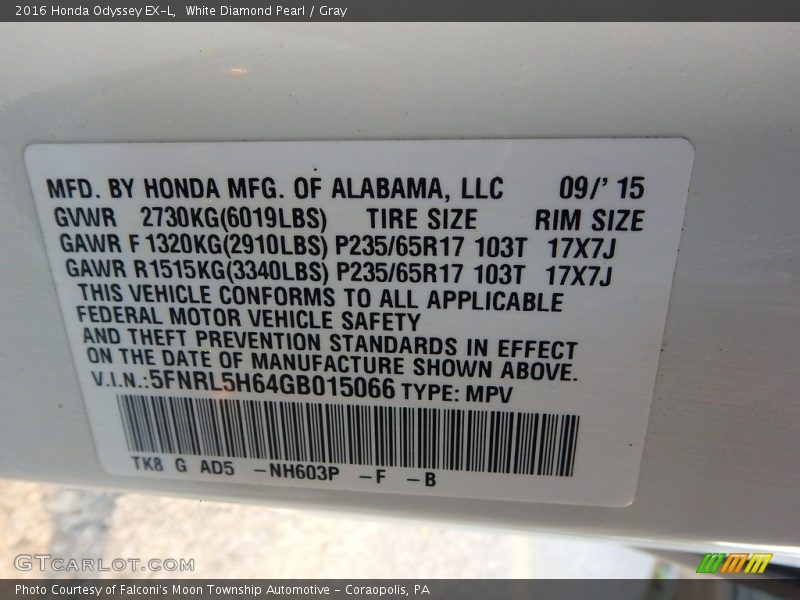 2016 Honda Odyssey EX-L, White Diamond Pearl / Gray
MFD. BY HONDA MFG. OF ALABAMA, LLC 09/' 15
GVWR 2730KG(6019LBS) TIRE SIZE RIM SIZE
GAWR F 1320KG(2910LBS) P235/65R17 103T 17X7J
GAWR R1515KG(3340LBS) P235/65R17 103T 17X7J
THIS VEHICLE CONFORMS TO ALL APPLICABLE
FEDERAL MOTOR VEHICLE SAFETY
AND THEFT PREVENTION STANDARDS IN EFFECT
ON THE DATE OF MANUFACTURE SHOWN ABOVE.
V.I.N.:5FNRL5H64GB015066 TYPE: MPV
TK8 G AD5 -NH603P -F -B
GTCARLOT.COM
Photo Courtesy of Falconi's Moon Township Automotive - Coraopolis, PA